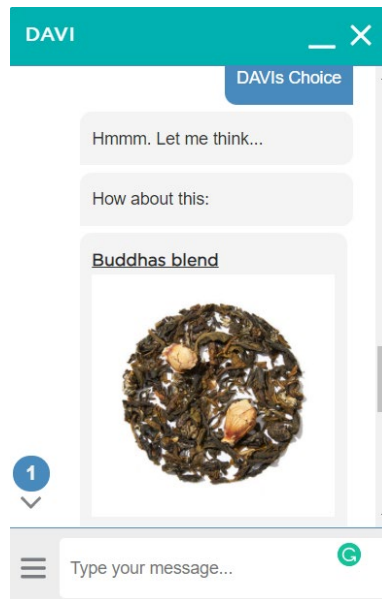 DAVI
DAVIs Choice
Hmmm. Let me think...
How about this:
Buddhas blend
1
Type your message...